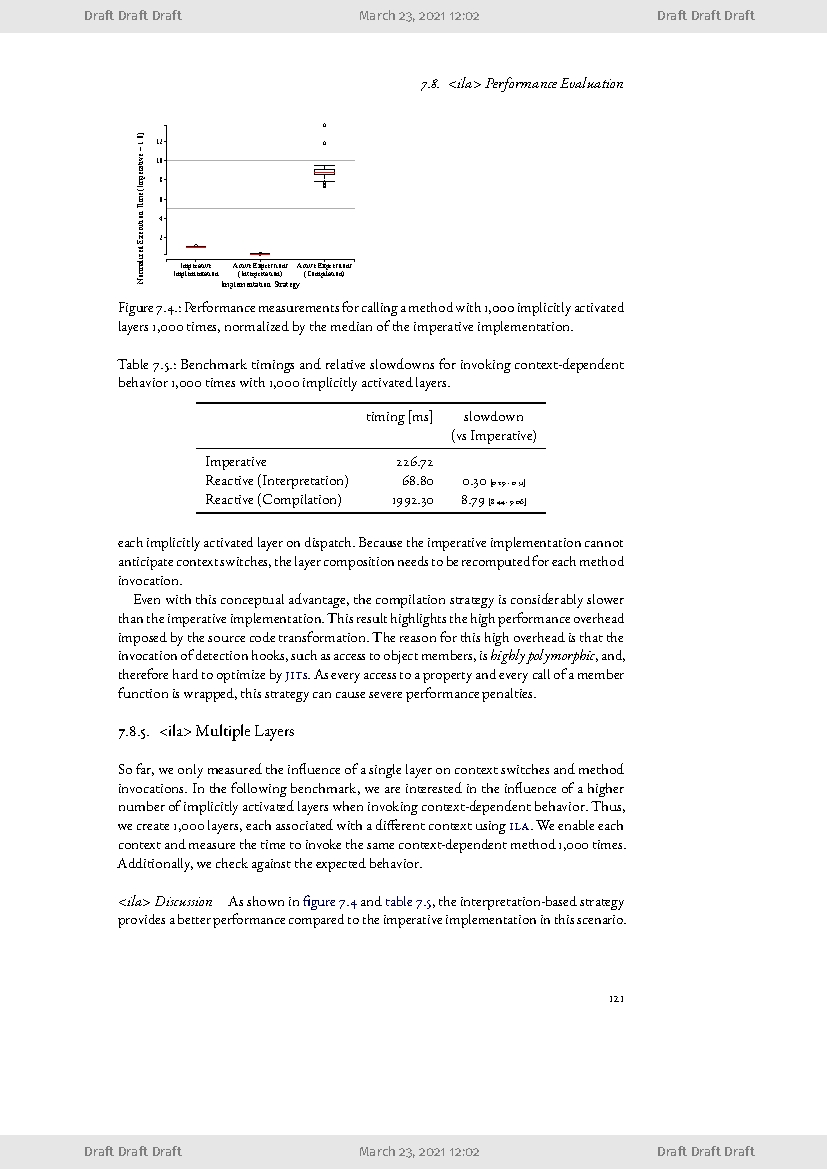 Draft Draft Draft March 23, 2021 12:02 Draft Draft Draft
7.8. <ila> Performance Evaluation
Normalized Execution Time (Imperative = 1.0)
12
10
8
6
4
2
Imperative Active Expressions Active Expressions
Implementation (Interpretation) (Compilation)
Implementation Strategy
Figure 7.4.: Performance measurements for calling a method with 1,000 implicitly activated
layers 1,000 times, normalized by the median of the imperative implementation.
Table 7.5.: Benchmark timings and relative slowdowns for invoking context-dependent
behavior 1,000 times with 1,000 implicitly activated layers.
timing [ms] slowdown
(vs Imperative)
Imperative 226.72
Reactive (Interpretation) 68.80 0.30 [0.29 - 0.31]
Reactive (Compilation) 1992.30 8.79 [8.44 - 9.06]
each implicitly activated layer on dispatch. Because the imperative implementation cannot
anticipate context switches, the layer composition needs to be recomputed for each method
invocation.
Even with this conceptual advantage, the compilation strategy is considerably slower
than the imperative implementation. This result highlights the high performance overhead
imposed by the source code transformation. The reason for this high overhead is that the
invocation of detection hooks, such as access to object members, is highly polymorphic, and,
therefore hard to optimize by JITs. As every access to a property and every call of a member
function is wrapped, this strategy can cause severe performance penalties.
7.8.5. <ila> Multiple Layers
So far, we only measured the influence of a single layer on context switches and method
invocations. In the following benchmark, we are interested in the influence of a higher
number of implicitly activated layers when invoking context-dependent behavior. Thus,
we create 1,000 layers, each associated with a different context using ILA. We enable each
context and measure the time to invoke the same context-dependent method 1,000 times.
Additionally, we check against the expected behavior.
<ila> Discussion As shown in figure 7.4 and table 7.5, the interpretation-based strategy
provides a better performance compared to the imperative implementation in this scenario.
121
Draft Draft Draft March 23, 2021 12:02 Draft Draft Draft